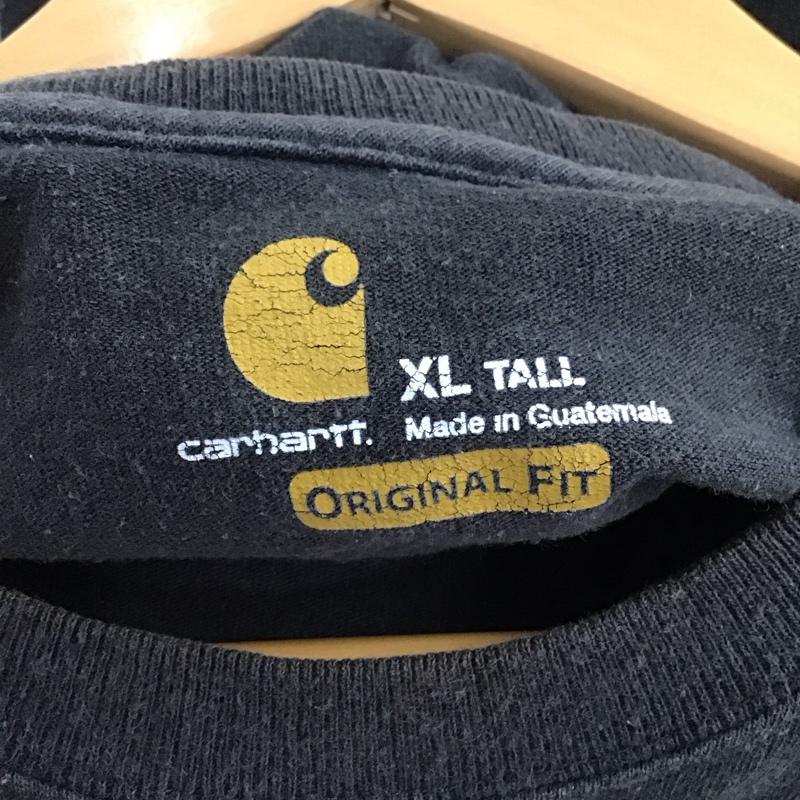 XL TALL
carhartt. Made in Guatemala
ORIGINAL FIT